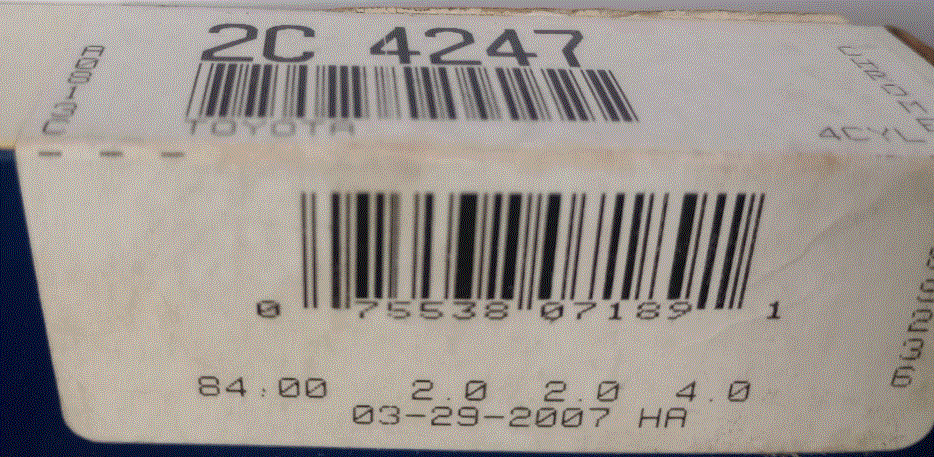 2C 4247
TOYOTA
4CYL
0 75538 07189 1
84.00 2.0 2.0 4.0
03-29-2007 HA